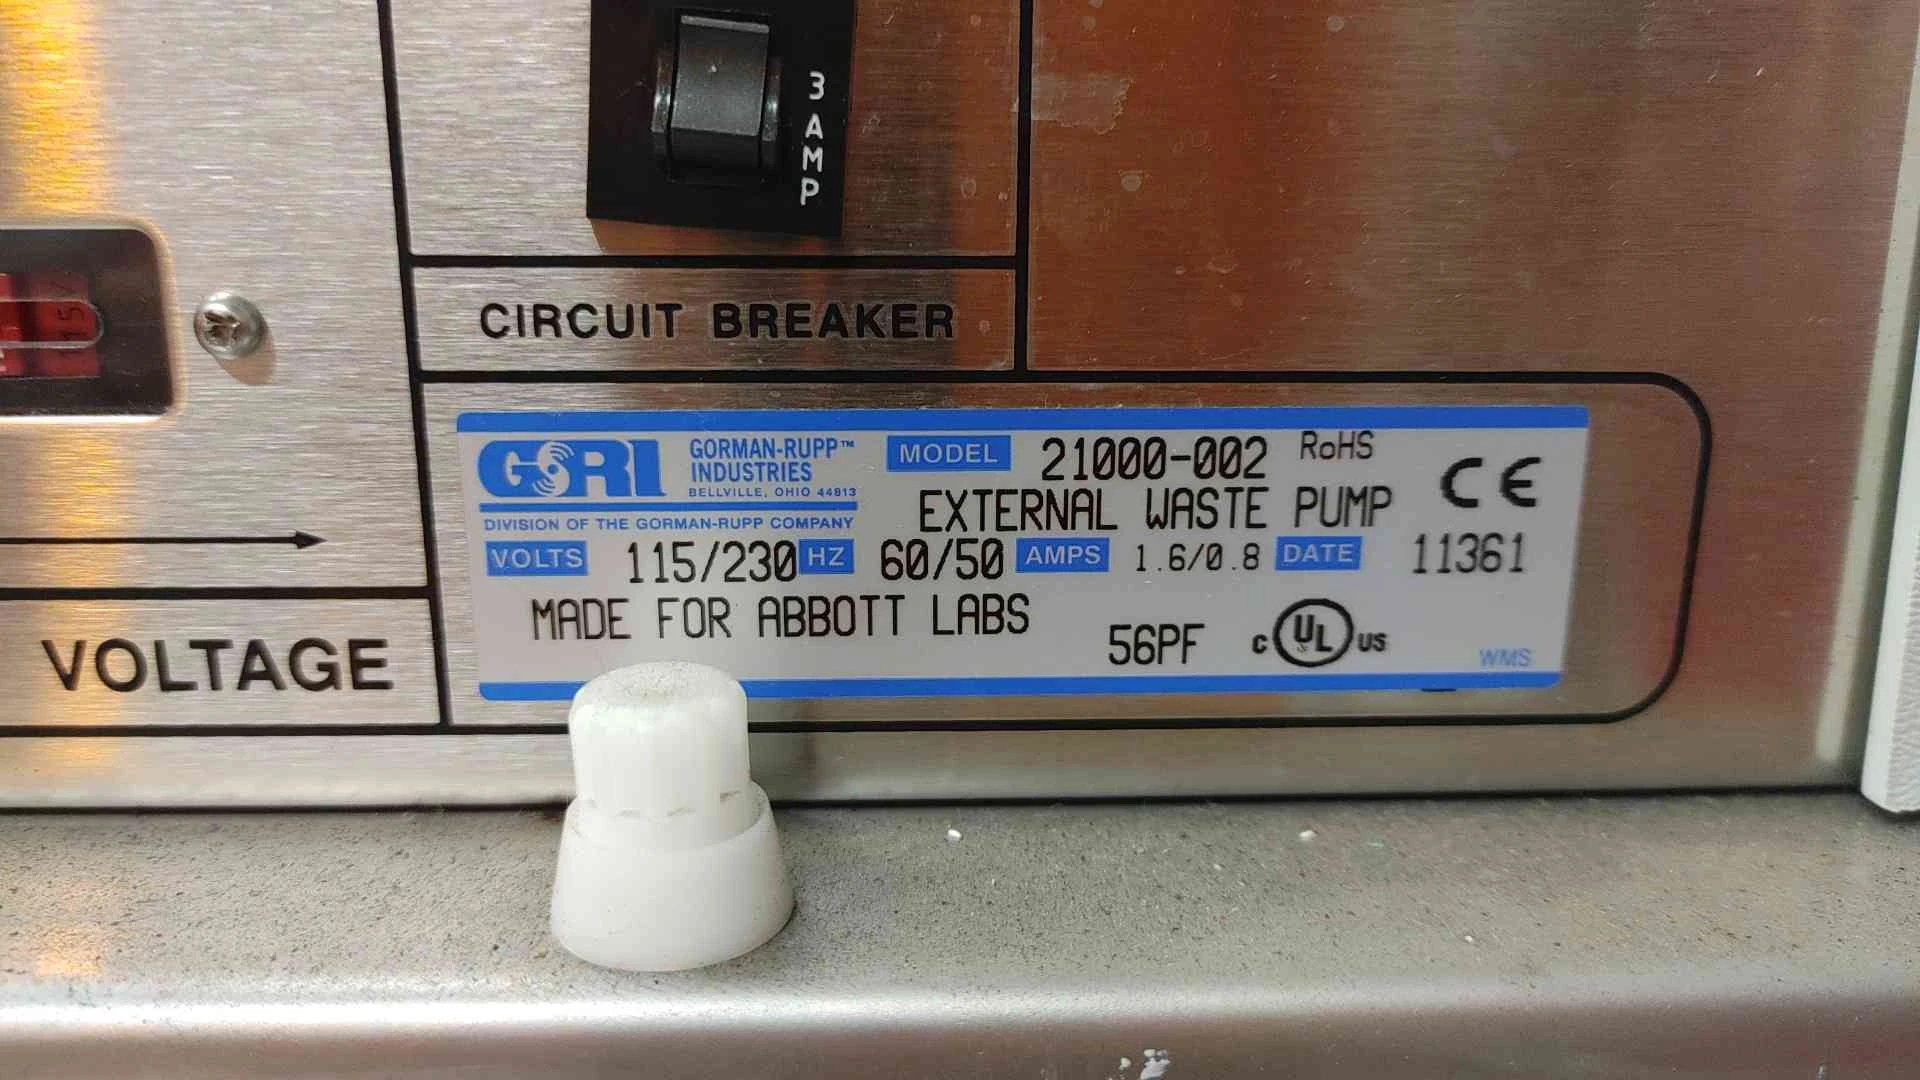 3 AMP
115V
CIRCUIT BREAKER
GRI GORMAN-RUPP™ INDUSTRIES
BELLVILLE, OHIO 44813
DIVISION OF THE GORMAN-RUPP COMPANY
MODEL 21000-002 RoHS CE
EXTERNAL WASTE PUMP
VOLTS 115/230 HZ 60/50 AMPS 1.6/0.8 DATE 11361
MADE FOR ABBOTT LABS
56PF c UL US
WMS
VOLTAGE